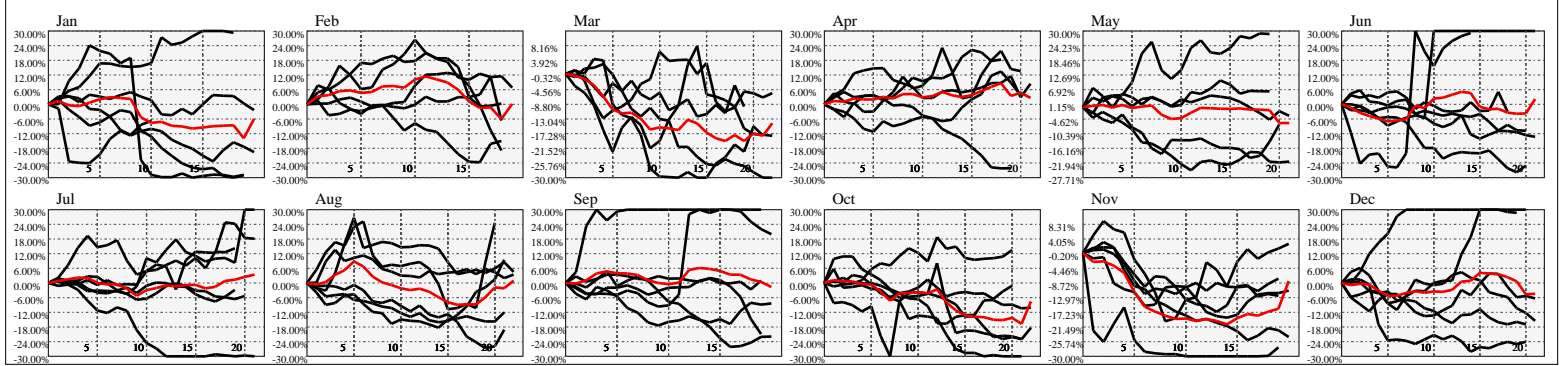 Jan Feb Mar Apr May Jun
30.00% 24.00% 18.00% 12.00% 6.00% 0.00% -6.00% -12.00% -18.00% -24.00% -30.00% 5 10 15
30.00% 24.00% 18.00% 12.00% 6.00% 0.00% -6.00% -12.00% -18.00% -24.00% -30.00% 5 10 15
8.16% 3.92% -0.32% -4.56% -8.80% -13.04% -17.28% -21.52% -25.76% -30.00% 5 10 15 20
30.00% 24.00% 18.00% 12.00% 6.00% 0.00% -6.00% -12.00% -18.00% -24.00% -30.00% 5 10 15 20
30.00% 24.23% 18.46% 12.69% 6.92% 1.15% -4.62% -10.39% -16.16% -21.94% -27.71% 5 10 15 20
30.00% 24.00% 18.00% 12.00% 6.00% 0.00% -6.00% -12.00% -18.00% -24.00% -30.00% 5 10 15 20
Jul Aug Sep Oct Nov Dec
30.00% 24.00% 18.00% 12.00% 6.00% 0.00% -6.00% -12.00% -18.00% -24.00% -30.00% 5 10 15 20
30.00% 24.00% 18.00% 12.00% 6.00% 0.00% -6.00% -12.00% -18.00% -24.00% -30.00% 5 10 15 20
30.00% 24.00% 18.00% 12.00% 6.00% 0.00% -6.00% -12.00% -18.00% -24.00% -30.00% 5 10 15
30.00% 24.00% 18.00% 12.00% 6.00% 0.00% -6.00% -12.00% -18.00% -24.00% -30.00% 5 10 15 20
8.31% 4.05% -0.20% -4.46% -8.72% -12.97% -17.23% -21.49% -25.74% -30.00% 5 10 15
30.00% 24.00% 18.00% 12.00% 6.00% 0.00% -6.00% -12.00% -18.00% -24.00% -30.00% 5 10 15 20